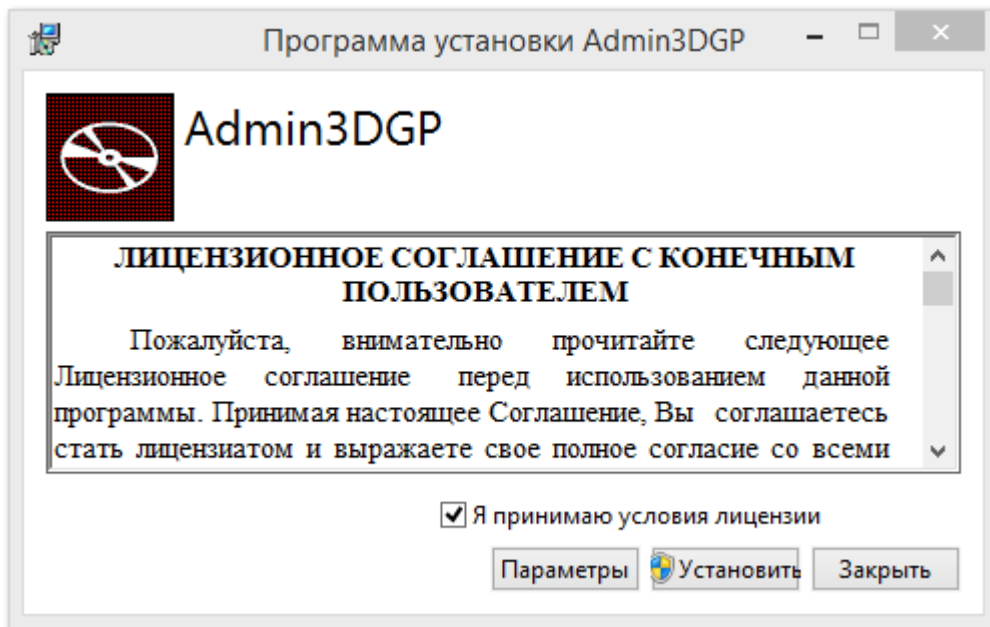 Программа установки Admin3DGP
Admin3DGP
ЛИЦЕНЗИОННОЕ СОГЛАШЕНИЕ С КОНЕЧНЫМ
ПОЛЬЗОВАТЕЛЕМ
Пожалуйста, внимательно прочитайте следующее
Лицензионное соглашение перед использованием данной
программы. Принимая настоящее Соглашение, Вы соглашаетесь
стать лицензиатом и выражаете свое полное согласие со всеми
Я принимаю условия лицензии
Параметры Установить Закрыть